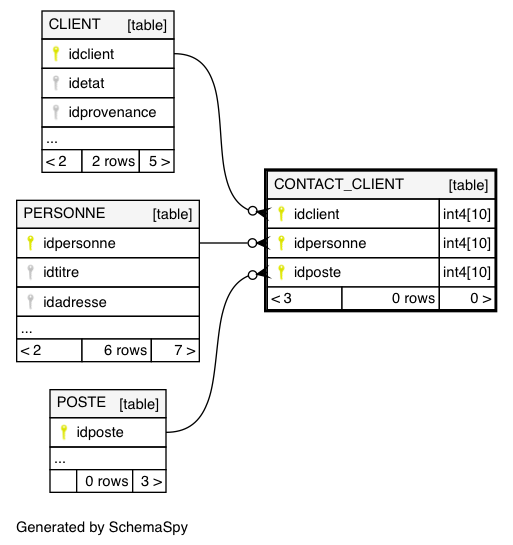 CLIENT [table]
idclient
idetat
idprovenance
...
< 2 2 rows 5 >
PERSONNE [table]
idpersonne
idtitre
idadresse
...
< 2 6 rows 7 >
POSTE [table]
idposte
...
0 rows 3 >
CONTACT_CLIENT [table]
idclient int4[10]
idpersonne int4[10]
idposte int4[10]
< 3 0 rows 0 >
Generated by SchemaSpy